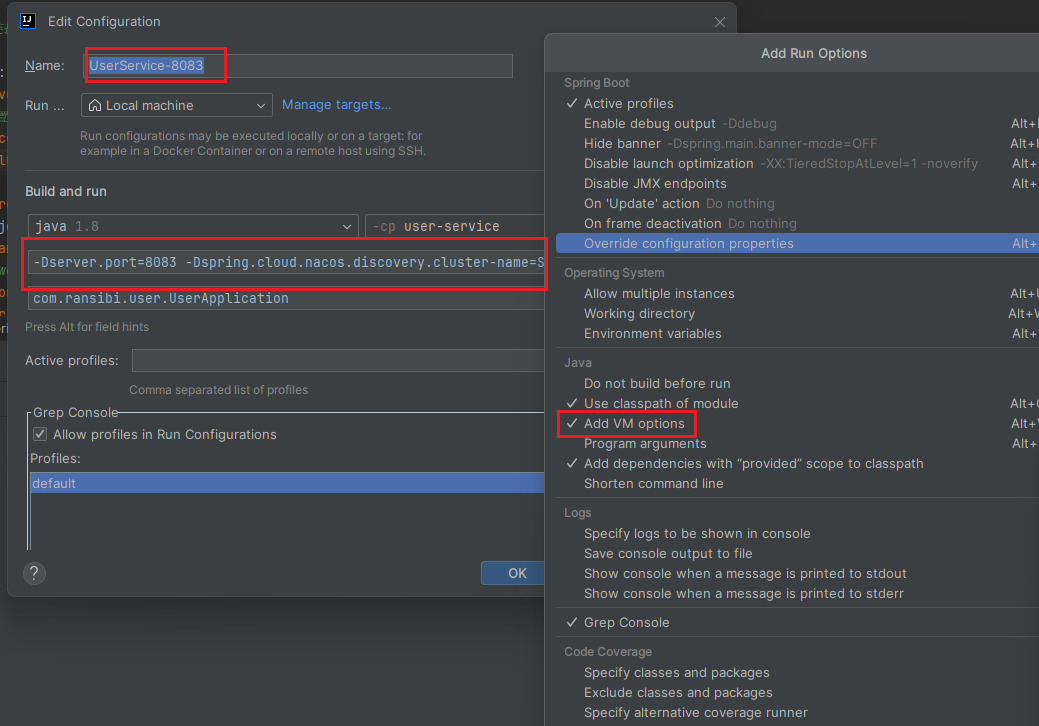 IJ
Edit Configuration
Name:
UserService-8083
Run ...
Local machine
Manage targets...
Run configurations may be executed locally or on a target: for
example in a Docker Container or on a remote host using SSH.
Build and run
java 1.8
-cp user-service
-Dserver.port=8083 -Dspring.cloud.nacos.discovery.cluster-name=S
com.ransibi.user.UserApplication
Press Alt for field hints
Active profiles:
Comma separated list of profiles
Grep Console
Allow profiles in Run Configurations
Profiles:
default
?
OK
Add Run Options
Spring Boot
Active profiles
Enable debug output -Ddebug Alt+
Hide banner -Dspring.main.banner-mode=OFF Alt+
Disable launch optimization -XX:TieredStopAtLevel=1 -noverify Alt+
Disable JMX endpoints Alt+
On 'Update' action Do nothing
On frame deactivation Do nothing
Override configuration properties Alt+
Operating System
Allow multiple instances Alt+
Working directory Alt+
Environment variables Alt+
Java
Do not build before run
Use classpath of module Alt+
Add VM options Alt+
Program arguments Alt+
Add dependencies with “provided” scope to classpath
Shorten command line
Logs
Specify logs to be shown in console
Save console output to file
Show console when a message is printed to stdout
Show console when a message is printed to stderr
Grep Console
Code Coverage
Specify classes and packages
Exclude classes and packages
Specify alternative coverage runner